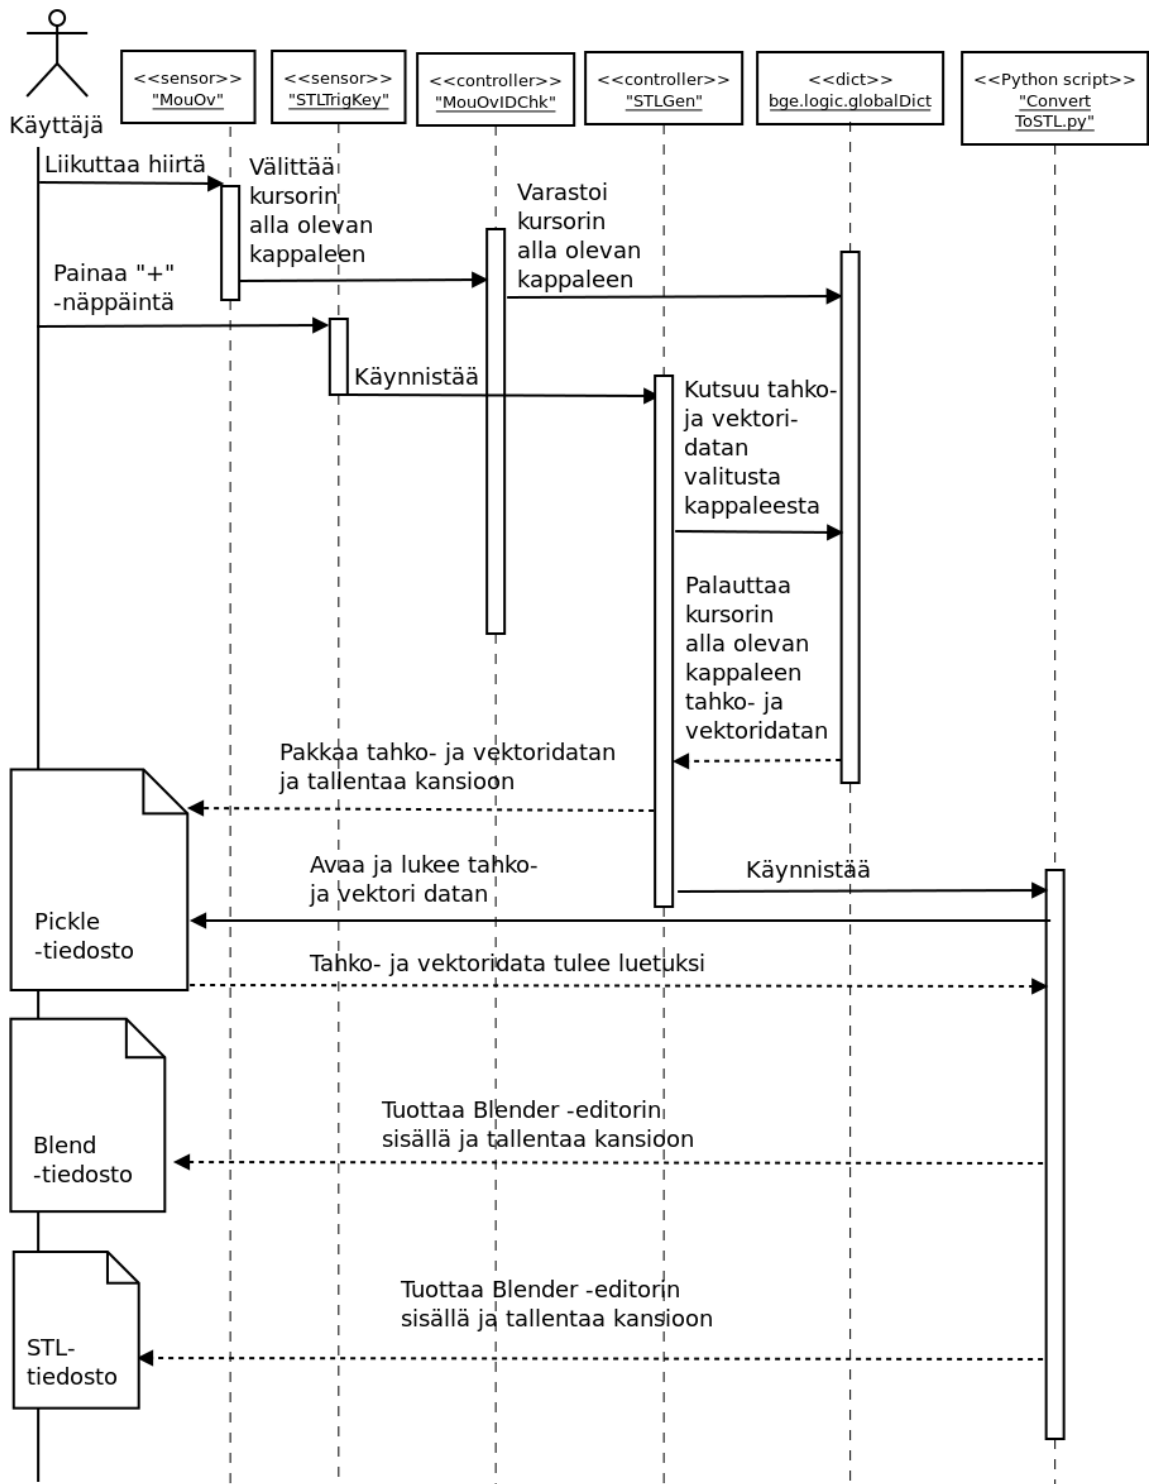 Käyttäjä
<<sensor>>
"MouOv"
<<sensor>>
"STLTrigKey"
<<controller>>
"MouOvIDChk"
<<controller>>
"STLGen"
<<dict>>
bge.logic.globalDict
<<Python script>>
"Convert
ToSTL.py"
Liikuttaa hiirtä
Välittää
kursorin
alla olevan
kappaleen
Varastoi
kursorin
alla olevan
kappaleen
Painaa "+"
-näppäintä
Käynnistää
Kutsuu tahko-
ja vektori-
datan
valitusta
kappaleesta
Palauttaa
kursorin
alla olevan
kappaleen
tahko- ja
vektoridatan
Pakkaa tahko- ja vektoridatan
ja tallentaa kansioon
Avaa ja lukee tahko-
ja vektori datan
Käynnistää
Pickle
-tiedosto
Tahko- ja vektoridata tulee luetuksi
Tuottaa Blender -editorin
sisällä ja tallentaa kansioon
Blend
-tiedosto
Tuottaa Blender -editorin
sisällä ja tallentaa kansioon
STL-
tiedosto